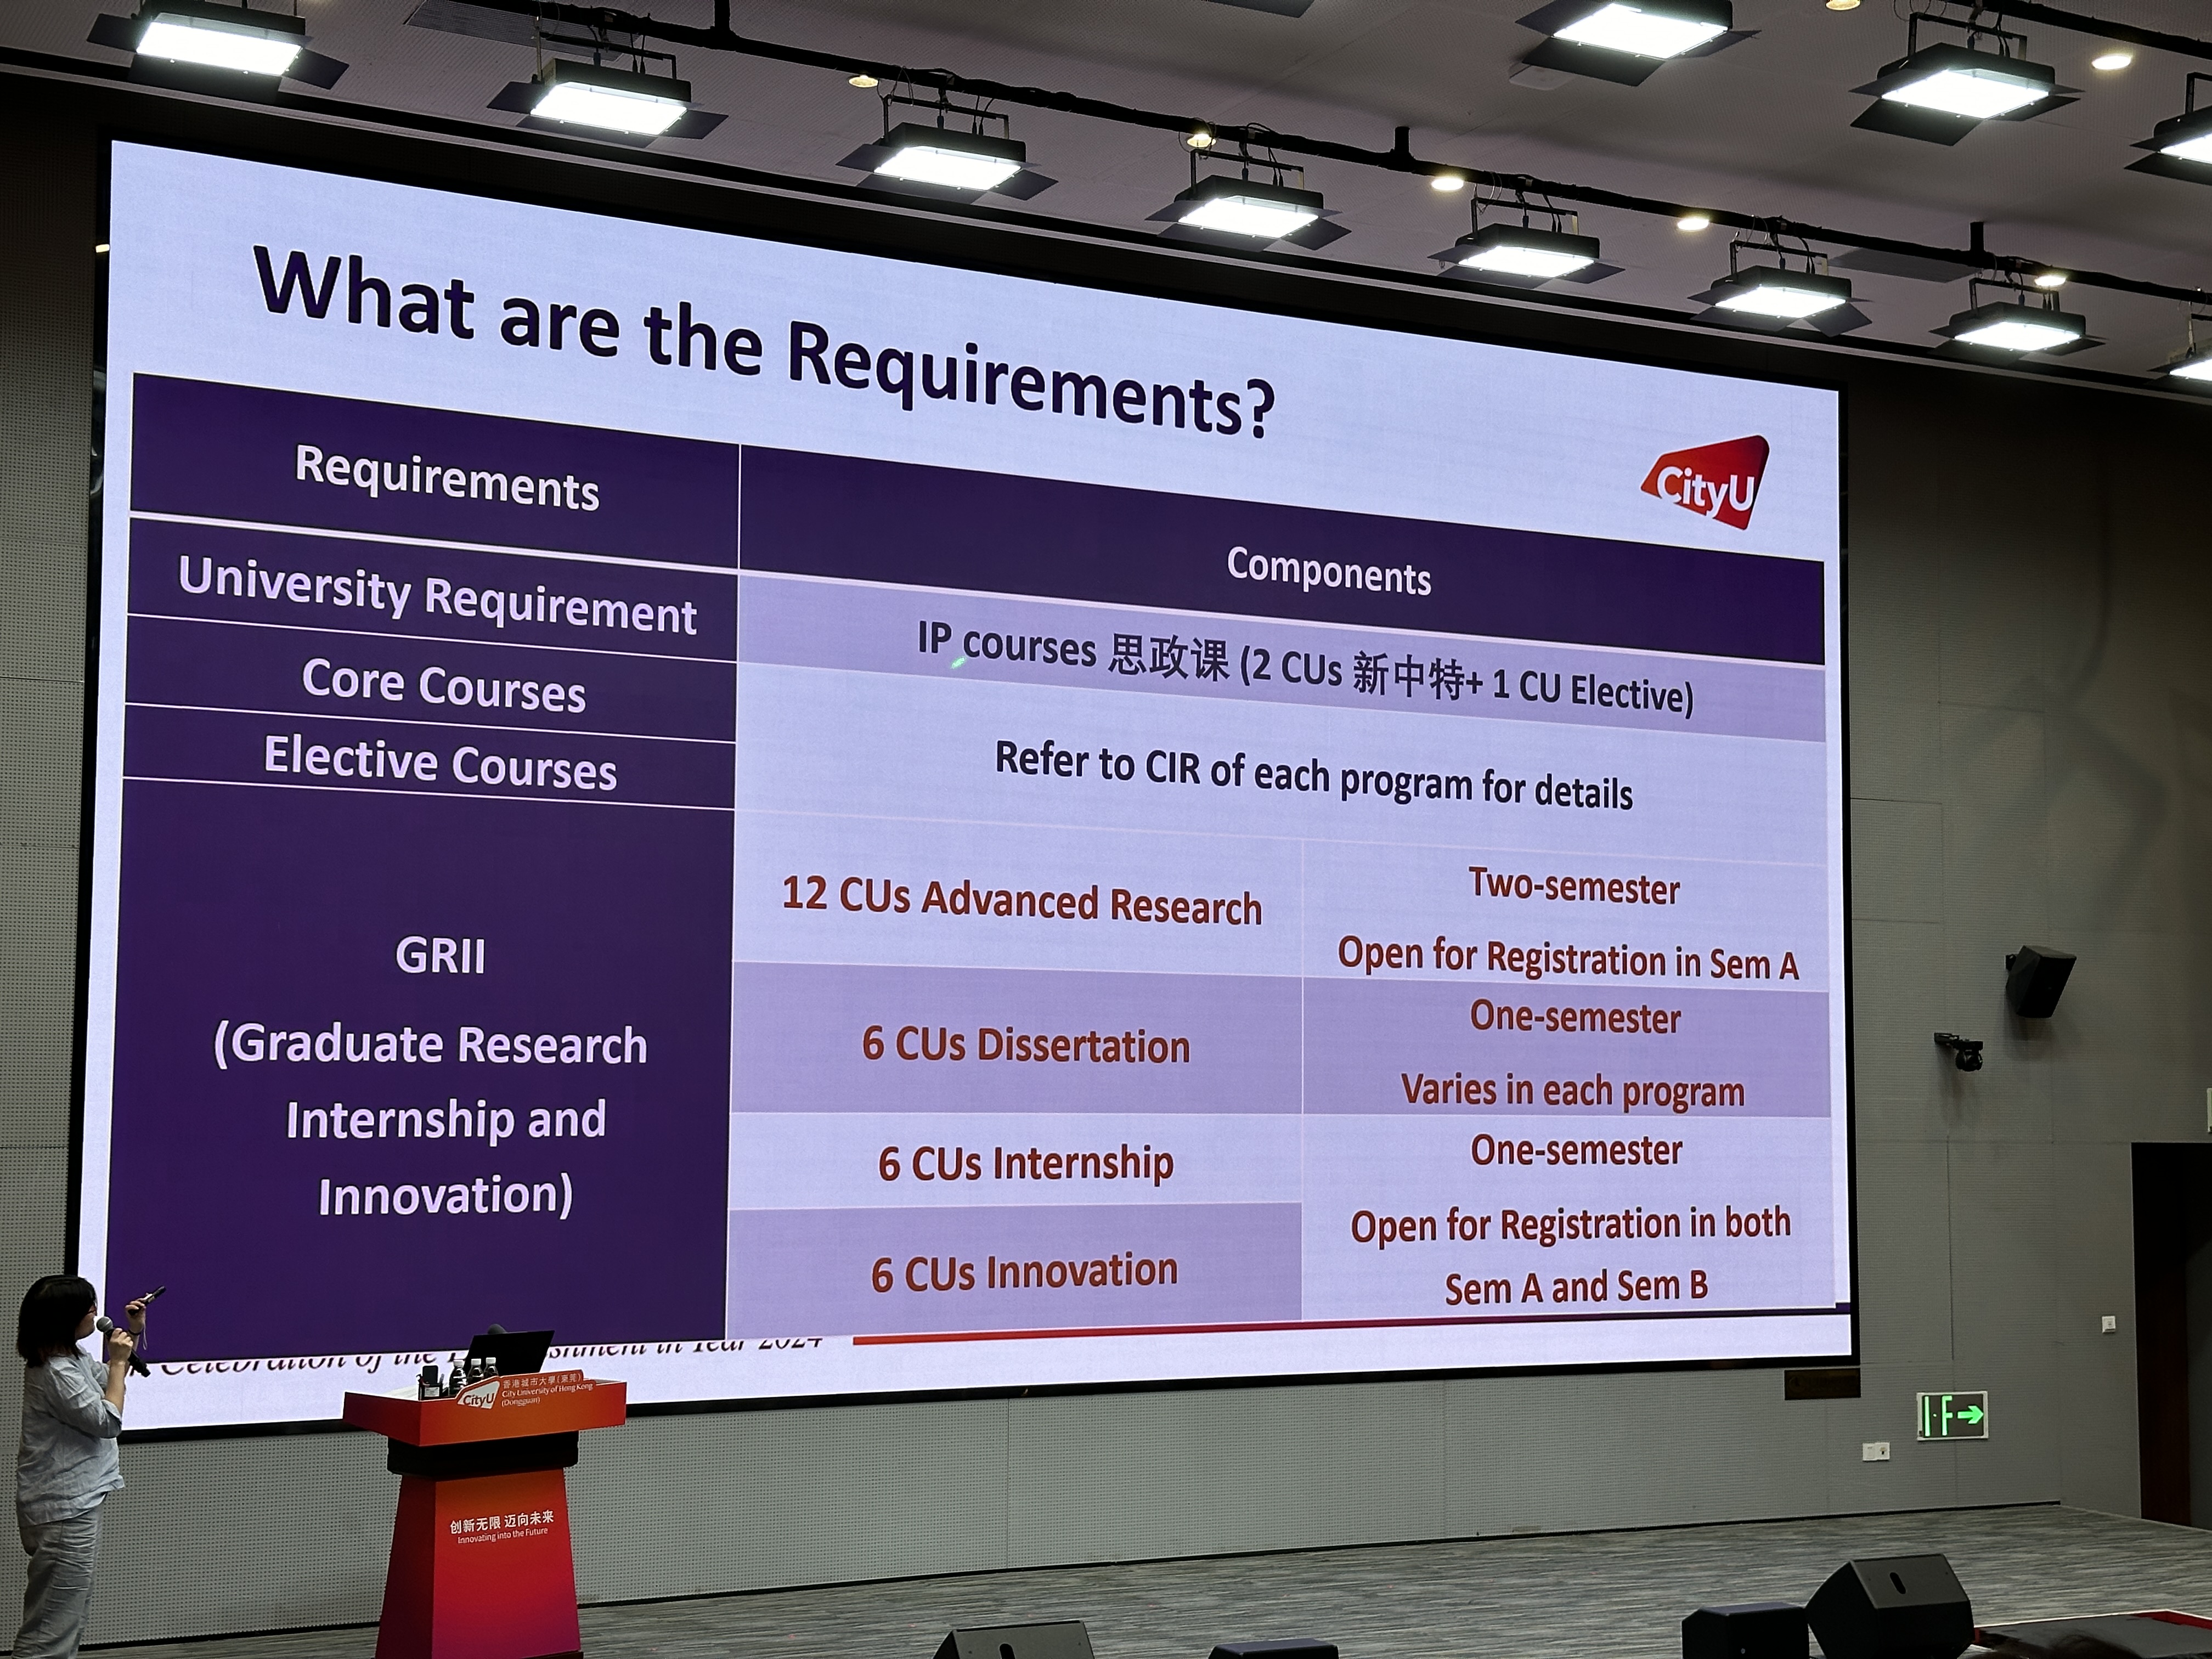 What are the Requirements?
CityU
Requirements
Components
University Requirement
IP courses 思政课 (2 CUs 新中特+ 1 CU Elective)
Core Courses
Elective Courses
Refer to CIR of each program for details
GRII
(Graduate Research
Internship and
Innovation)
12 CUs Advanced Research
Two-semester
Open for Registration in Sem A
6 CUs Dissertation
One-semester
Varies in each program
6 CUs Internship
6 CUs Innovation
One-semester
Open for Registration in both
Sem A and Sem B
Celebration of the in Year 2024
CityU
香港城市大學(東莞)
City University of Hong Kong
(Dongguan)
创新无限 迈向未来
Innovating into the Future